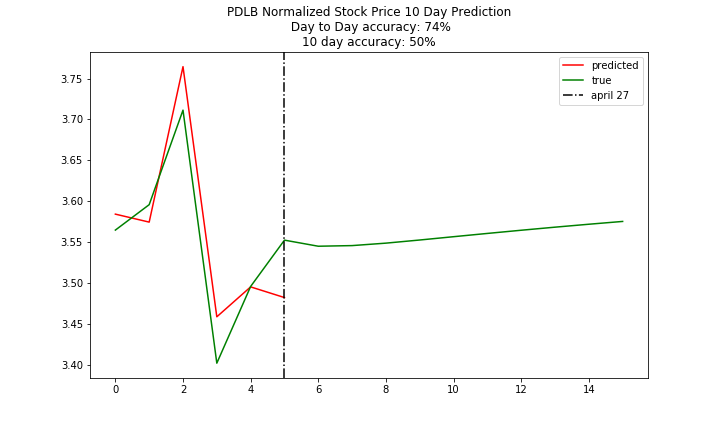 PDLB Normalized Stock Price 10 Day Prediction
Day to Day accuracy: 74%
10 day accuracy: 50%
predicted
true
april 27
3.75
3.70
3.65
3.60
3.55
3.50
3.45
3.40
0 2 4 6 8 10 12 14